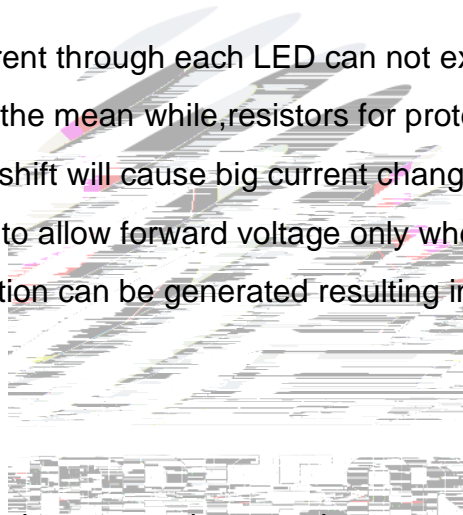 rent through each LED can not ex
the mean while,resistors for prote
shift will cause big current chang
to allow forward voltage only whe
tion can be generated resulting in